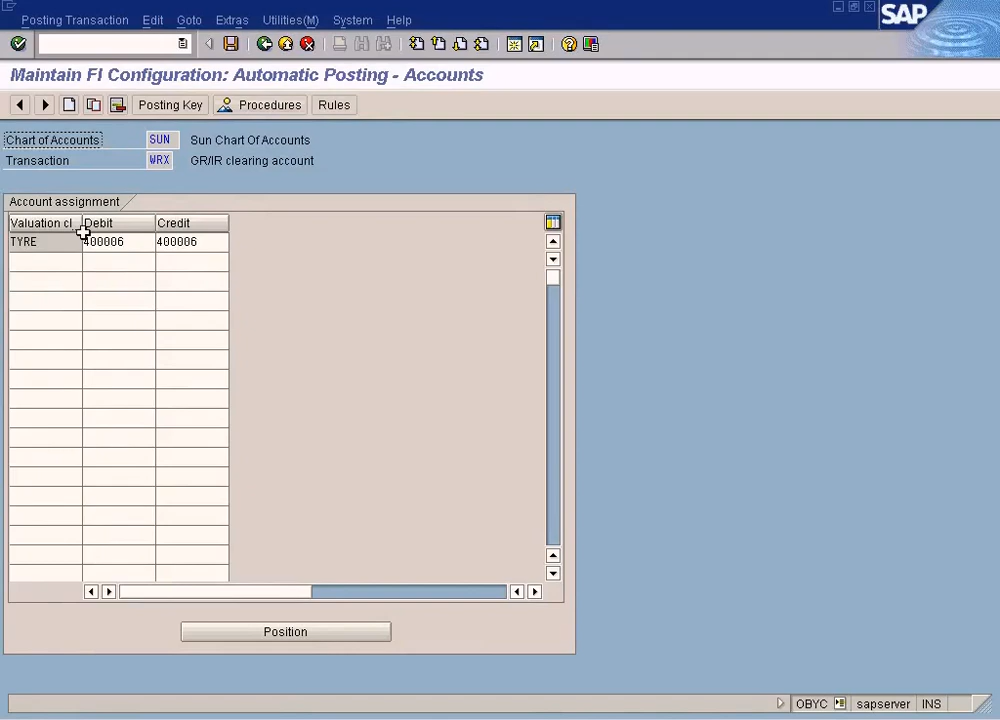 Posting Transaction Edit Goto Extras Utilities(M) System Help
SAP
Maintain FI Configuration: Automatic Posting - Accounts
Posting Key Procedures Rules
Chart of Accounts SUN Sun Chart Of Accounts
Transaction WRX GR/IR clearing account
Account assignment
Valuation cl. Debit Credit
TYRE 400006 400006
Position
OBYC sapserver INS